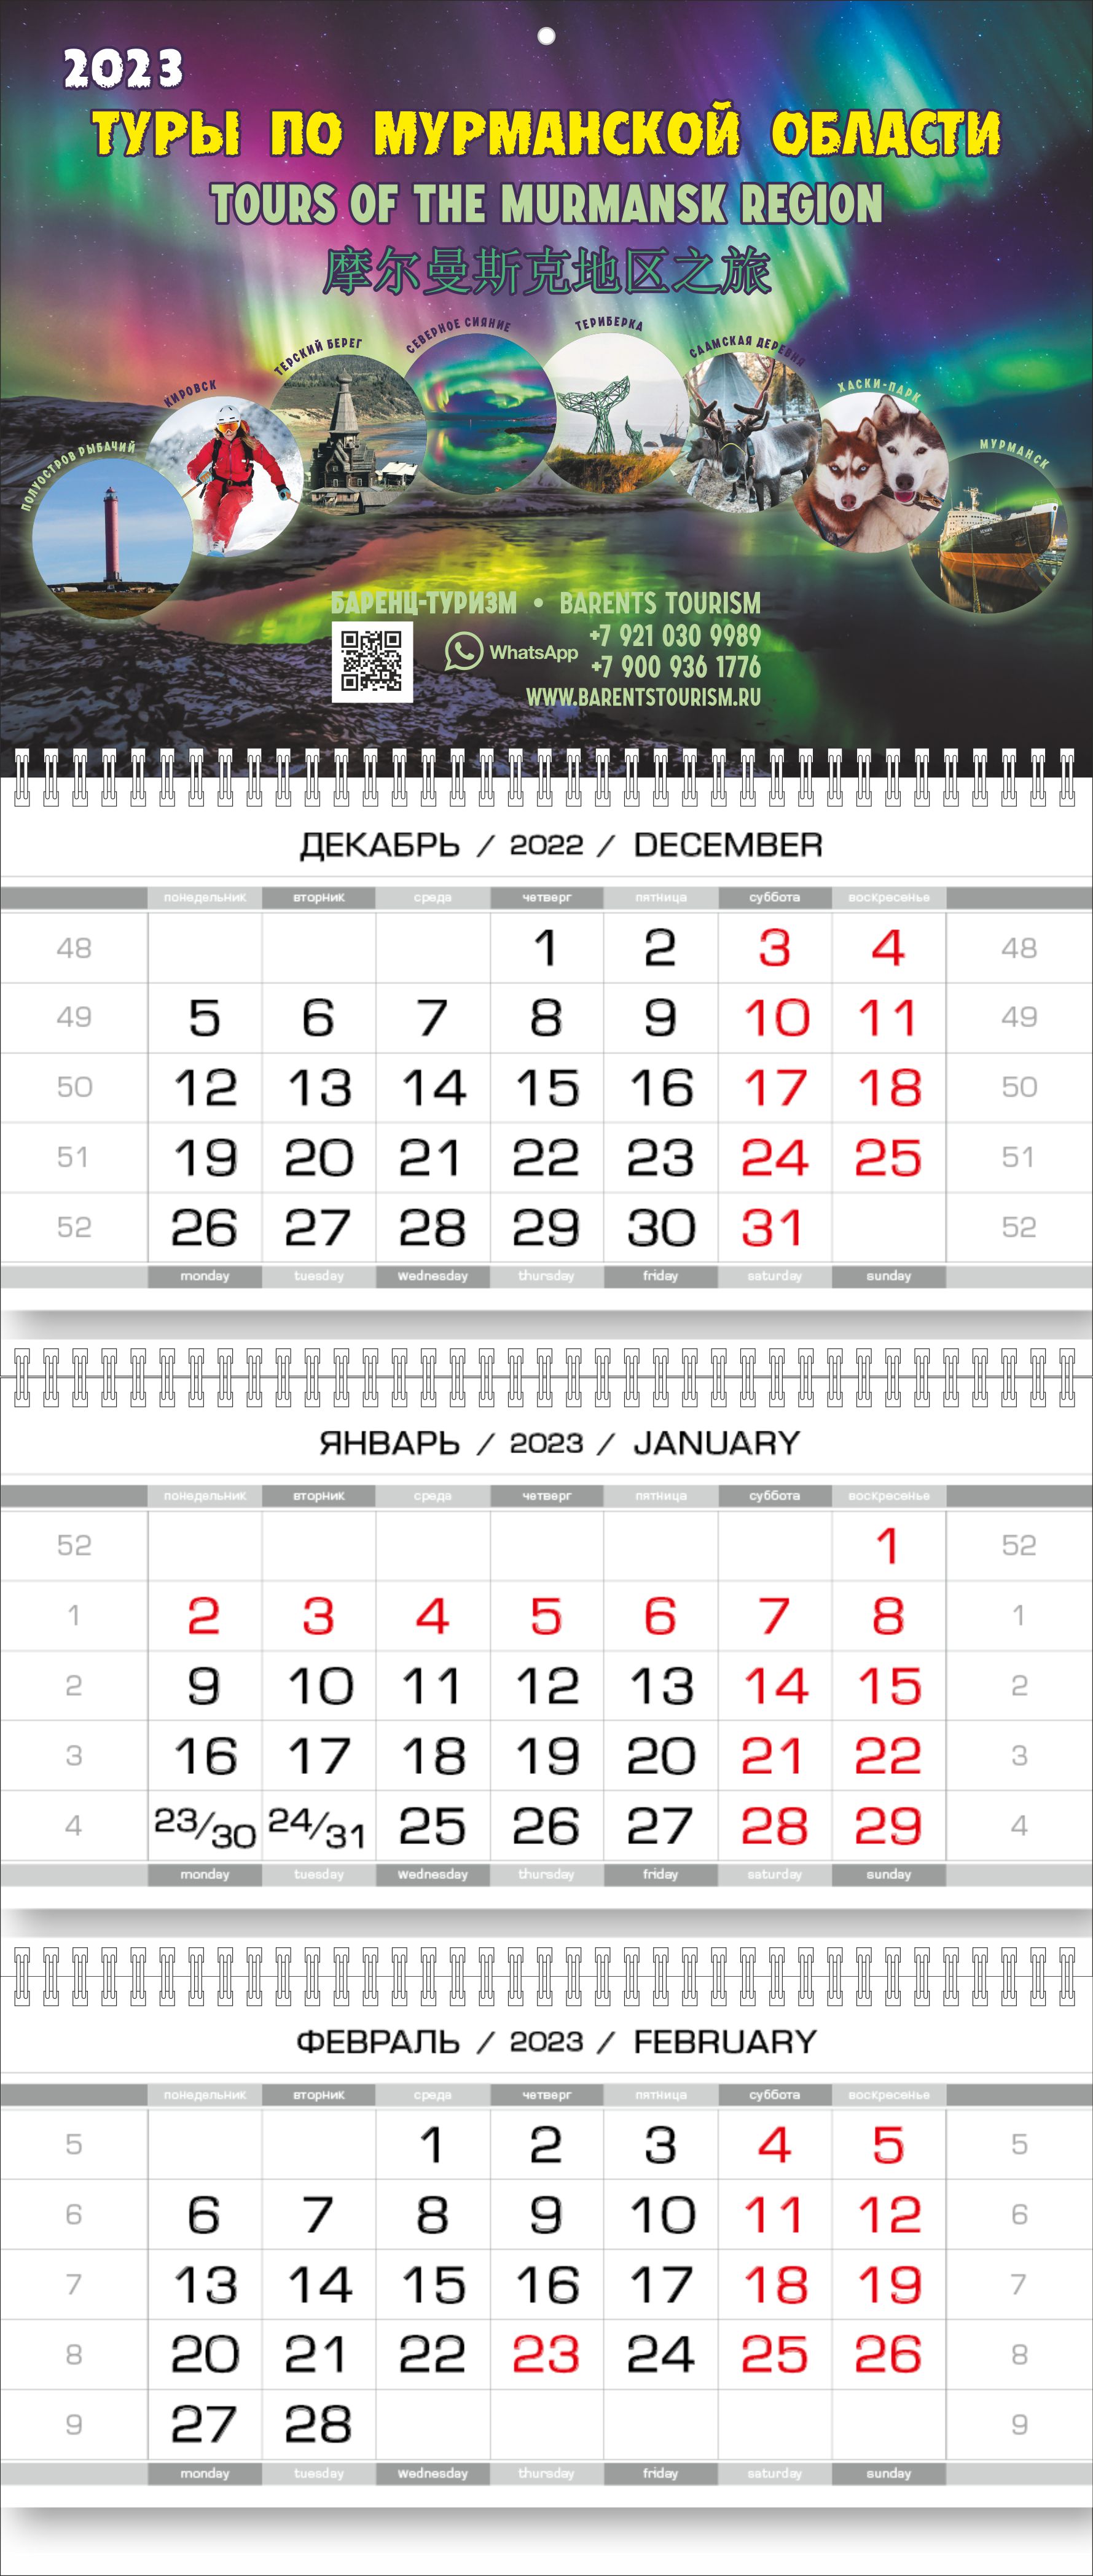 2023
ТУРЫ ПО МУРМАНСКОЙ ОБЛАСТИ
TOURS OF THE MURMANSK REGION
摩尔曼斯克地区之旅
ПОЛУОСТРОВ РЫБАЧИЙ
КИРОВСК
ТЕРСКИЙ БЕРЕГ
СЕВЕРНОЕ СИЯНИЕ
ТЕРИБЕРКА
СААМСКАЯ ДЕРЕВНЯ
ХАСКИ-ПАРК
МУРМАНСК
БАРЕНЦ-ТУРИЗМ • BARENTS TOURISM
WhatsApp
+7 921 030 9989
+7 900 936 1776
WWW.BARENTSTOURISM.RU
ДЕКАБРЬ / 2022 / DECEMBER
понедельник вторник среда четверг пятница суббота воскресенье
48 1 2 3 4 48
49 5 6 7 8 9 10 11 49
50 12 13 14 15 16 17 18 50
51 19 20 21 22 23 24 25 51
52 26 27 28 29 30 31 52
monday tuesday wednesday thursday friday saturday sunday
ЯНВАРЬ / 2023 / JANUARY
понедельник вторник среда четверг пятница суббота воскресенье
52 1 52
1 2 3 4 5 6 7 8 1
2 9 10 11 12 13 14 15 2
3 16 17 18 19 20 21 22 3
4 23/30 24/31 25 26 27 28 29 4
monday tuesday wednesday thursday friday saturday sunday
ФЕВРАЛЬ / 2023 / FEBRUARY
понедельник вторник среда четверг пятница суббота воскресенье
5 1 2 3 4 5 5
6 6 7 8 9 10 11 12 6
7 13 14 15 16 17 18 19 7
8 20 21 22 23 24 25 26 8
9 27 28 9
monday tuesday wednesday thursday friday saturday sunday